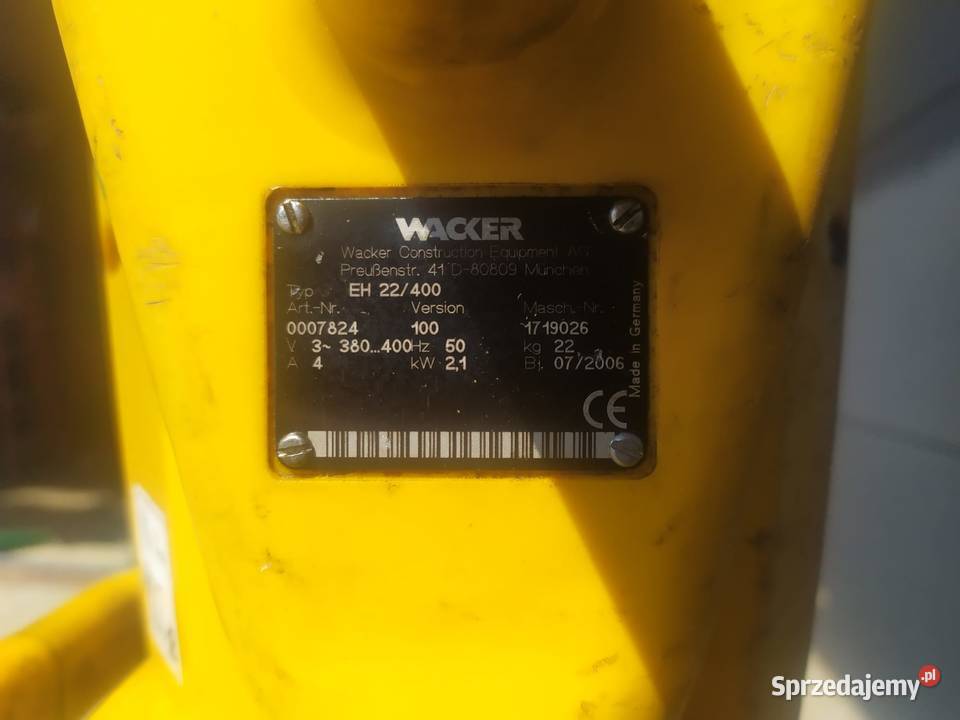 WACKER
Wacker Construction Equipment AG
Preußenstr. 41 D-80809 München
Typ EH 22/400
Art.-Nr. Version Masch.-Nr.
0007824 100 1719026
V 3~ 380...400 Hz 50 kg 22
A 4 kW 2,1 Bj. 07/2006
Made in Germany
CE
Sprzedajemy.pl